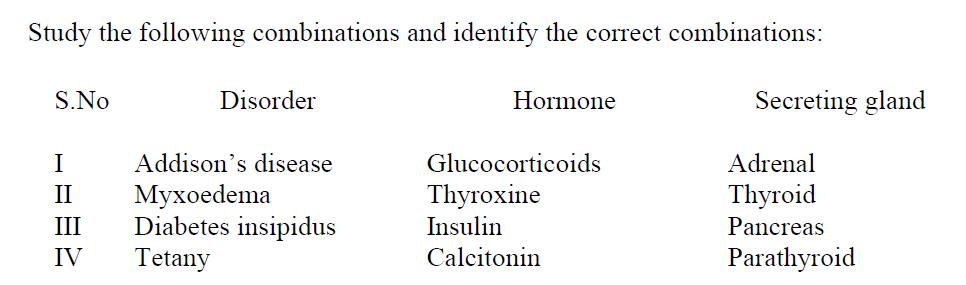 Study the following combinations and identify the correct combinations:
S.No Disorder Hormone Secreting gland
I Addison’s disease Glucocorticoids Adrenal
II Myxoedema Thyroxine Thyroid
III Diabetes insipidus Insulin Pancreas
IV Tetany Calcitonin Parathyroid